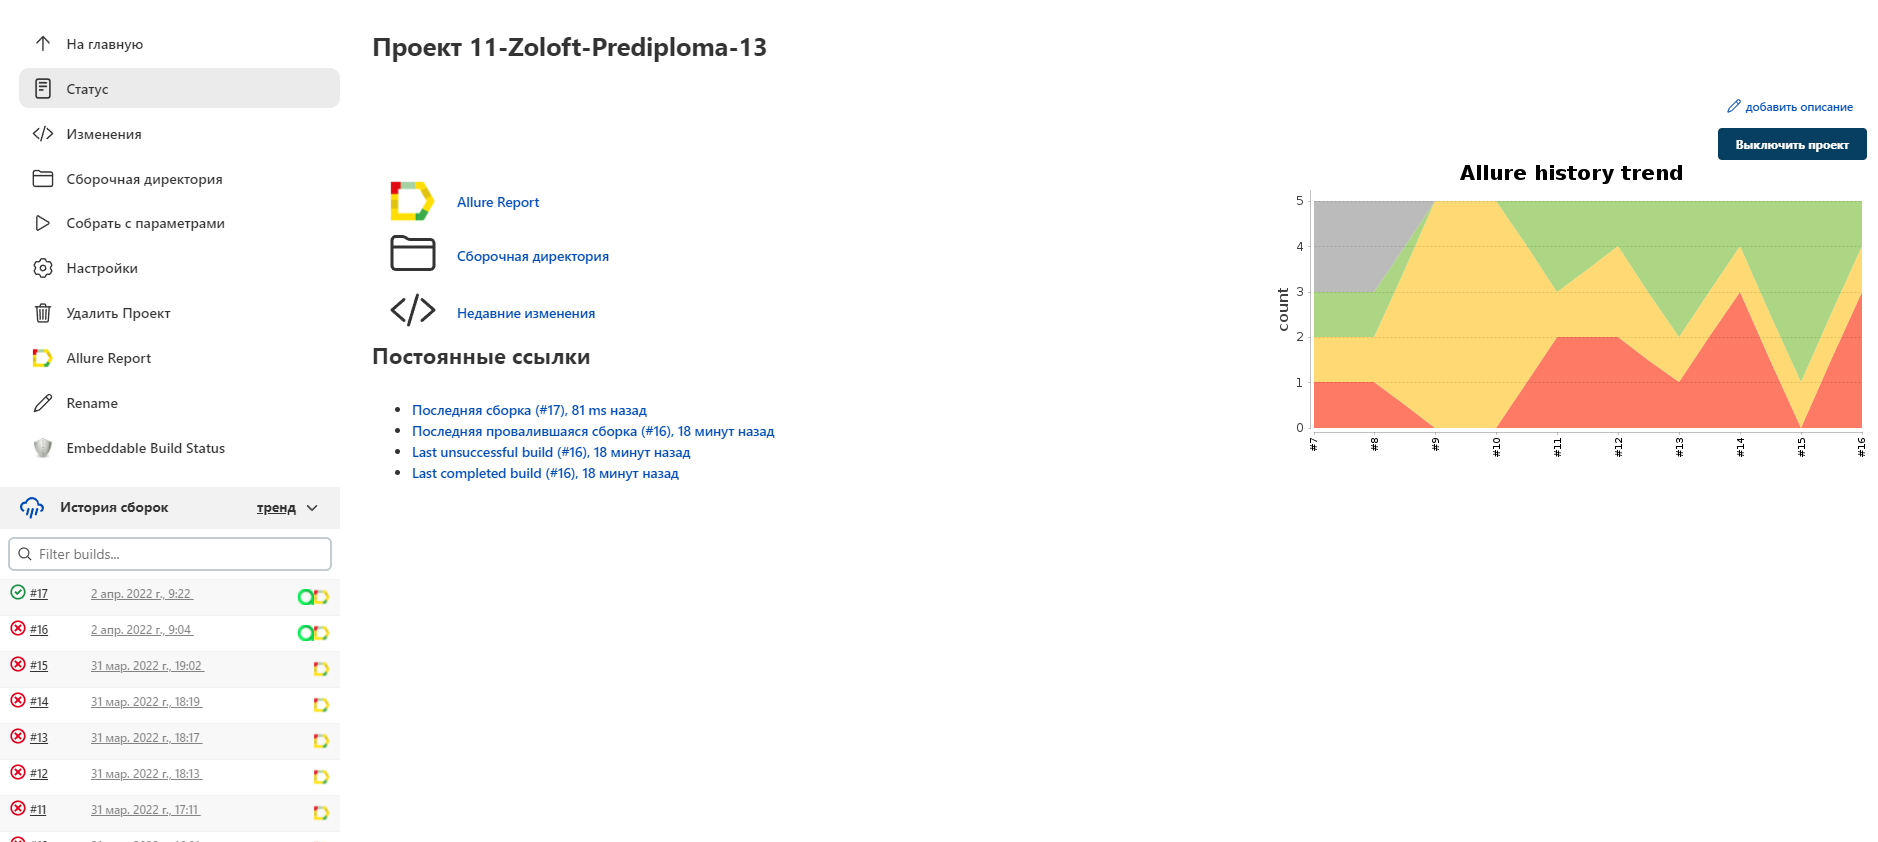 На главную
Статус
Изменения
Сборочная директория
Собрать с параметрами
Настройки
Удалить Проект
Allure Report
Rename
Embeddable Build Status
История сборок
тренд
Filter builds...
#17 2 апр. 2022 г., 9:22
#16 2 апр. 2022 г., 9:04
#15 31 мар. 2022 г., 19:02
#14 31 мар. 2022 г., 18:19
#13 31 мар. 2022 г., 18:17
#12 31 мар. 2022 г., 18:13
#11 31 мар. 2022 г., 17:11
Проект 11-Zoloft-Prediploma-13
добавить описание
Выключить проект
Allure Report
Сборочная директория
Недавние изменения
Постоянные ссылки
Последняя сборка (#17), 81 ms назад
Последняя провалившаяся сборка (#16), 18 минут назад
Last unsuccessful build (#16), 18 минут назад
Last completed build (#16), 18 минут назад
Allure history trend
count
5
4
3
2
1
0
#7
#8
#9
#10
#11
#12
#13
#14
#15
#16